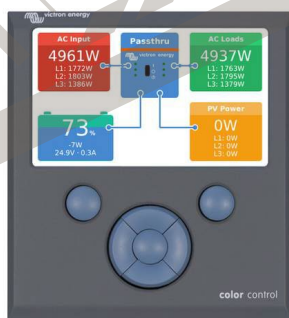 victron energy
AC Input
4961W
L1: 1772W
L2: 1803W
L3: 1386W
Passthru
victron energy
AC Loads
4937W
L1: 1763W
L2: 1795W
L3: 1379W
73%
-7W
24.9V · 0.3A
PV Power
0W
L1: 0W
L2: 0W
L3: 0W
color control